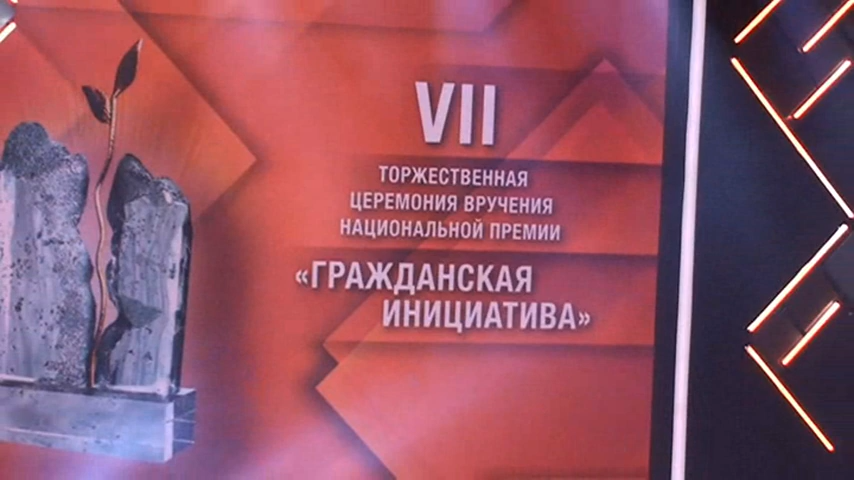 VII
ТОРЖЕСТВЕННАЯ
ЦЕРЕМОНИЯ ВРУЧЕНИЯ
НАЦИОНАЛЬНОЙ ПРЕМИИ
«ГРАЖДАНСКАЯ
ИНИЦИАТИВА»